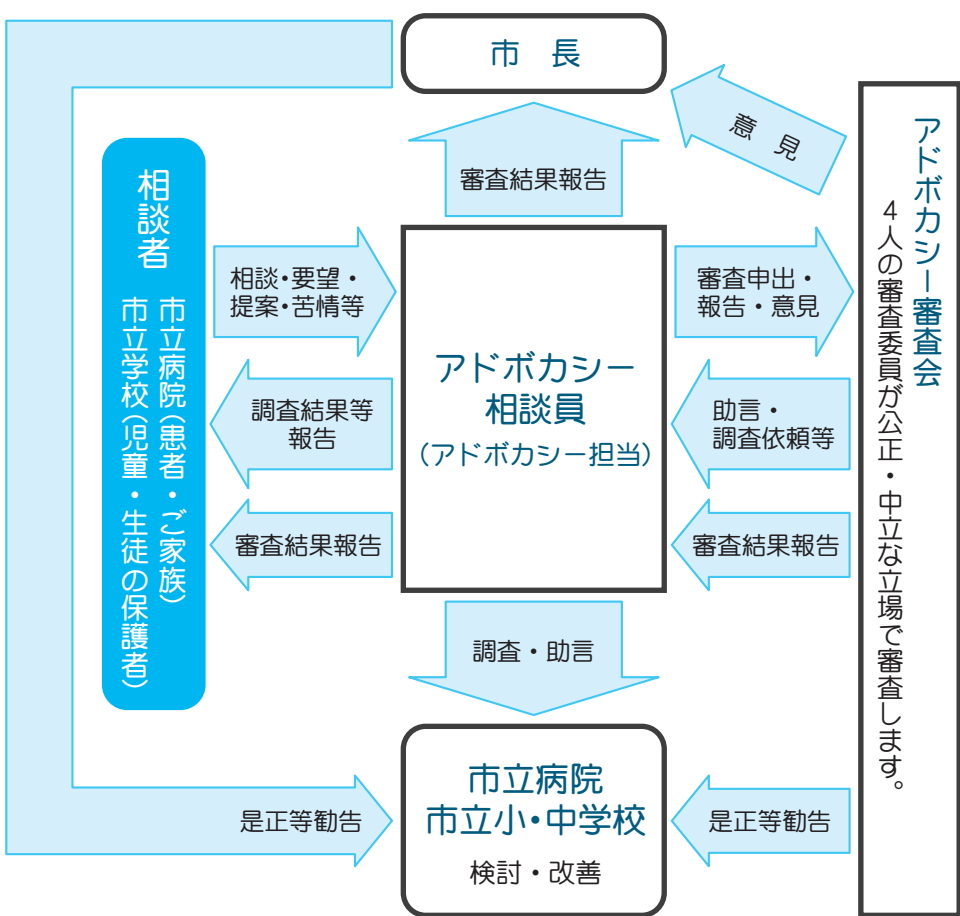 市 長
意 見
審査結果報告
相談者
市立病院(患者・ご家族)
市立学校(児童・生徒の保護者)
相談・要望・
提案・苦情等
調査結果等
報告
審査結果報告
アドボカシー
相談員
(アドボカシー担当)
審査申出・
報告・意見
助言・
調査依頼等
審査結果報告
アドボカシー審査会
4人の審査委員が公正・中立な立場で審査します。
調査・助言
是正等勧告
市立病院
市立小・中学校
検討・改善
是正等勧告